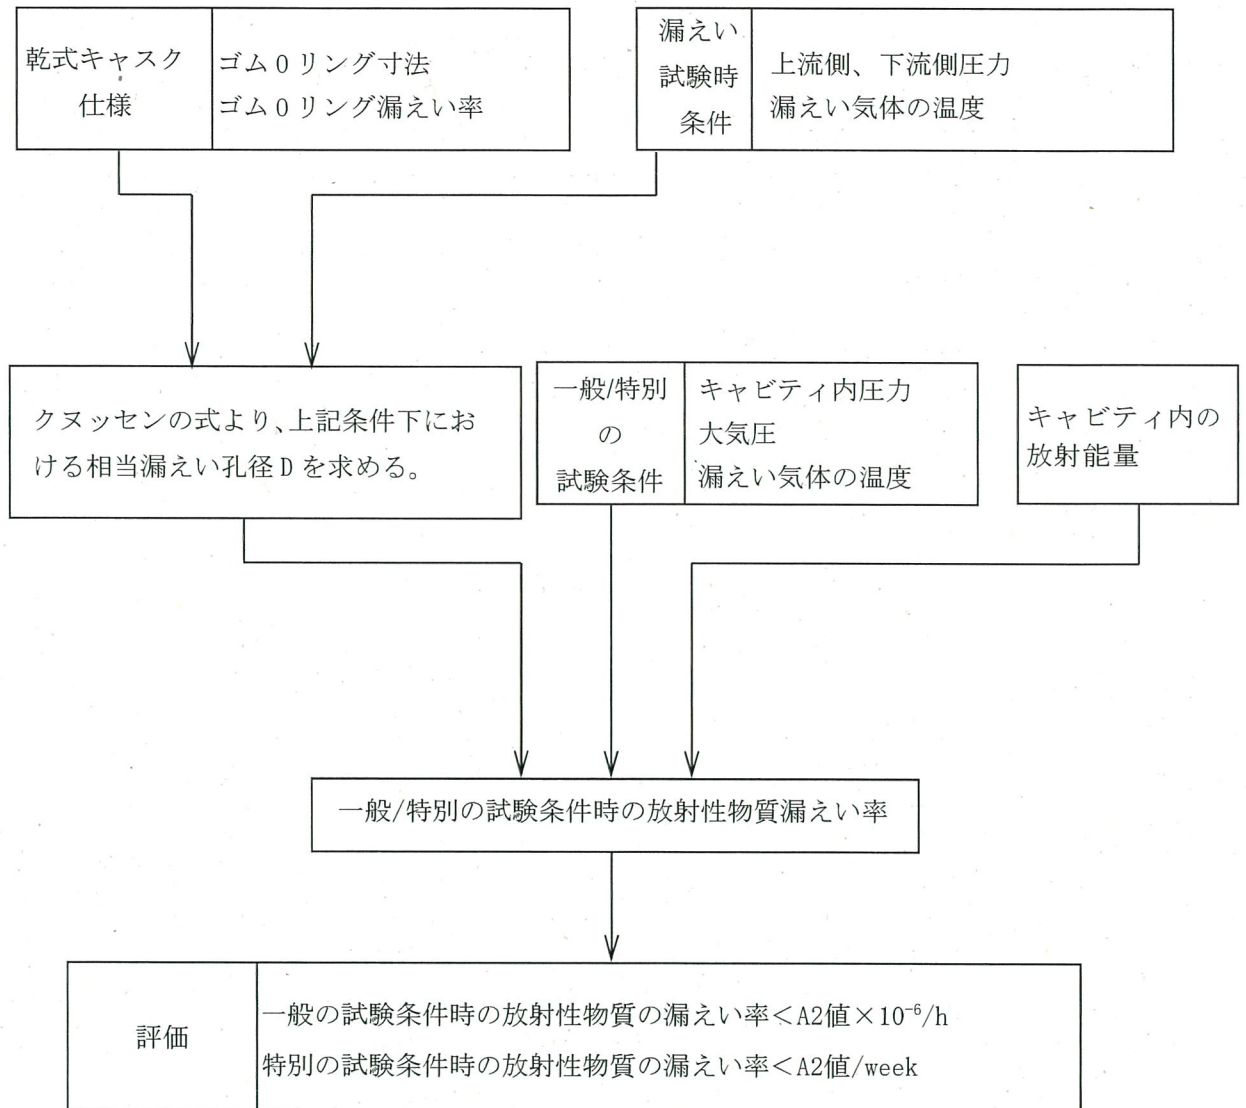 乾式キャスク
仕様
ゴムOリング寸法
ゴムOリング漏えい率
漏えい
試験時
条件
上流側、下流側圧力
漏えい気体の温度
クヌッセンの式より、上記条件下にお
ける相当漏えい孔径Dを求める。
一般/特別
の
試験条件
キャビティ内圧力
大気圧
漏えい気体の温度
キャビティ内の
放射能量
一般/特別の試験条件時の放射性物質漏えい率
評価
一般の試験条件時の放射性物質の漏えい率<A2値×10⁻⁶/h
特別の試験条件時の放射性物質の漏えい率<A2値/week